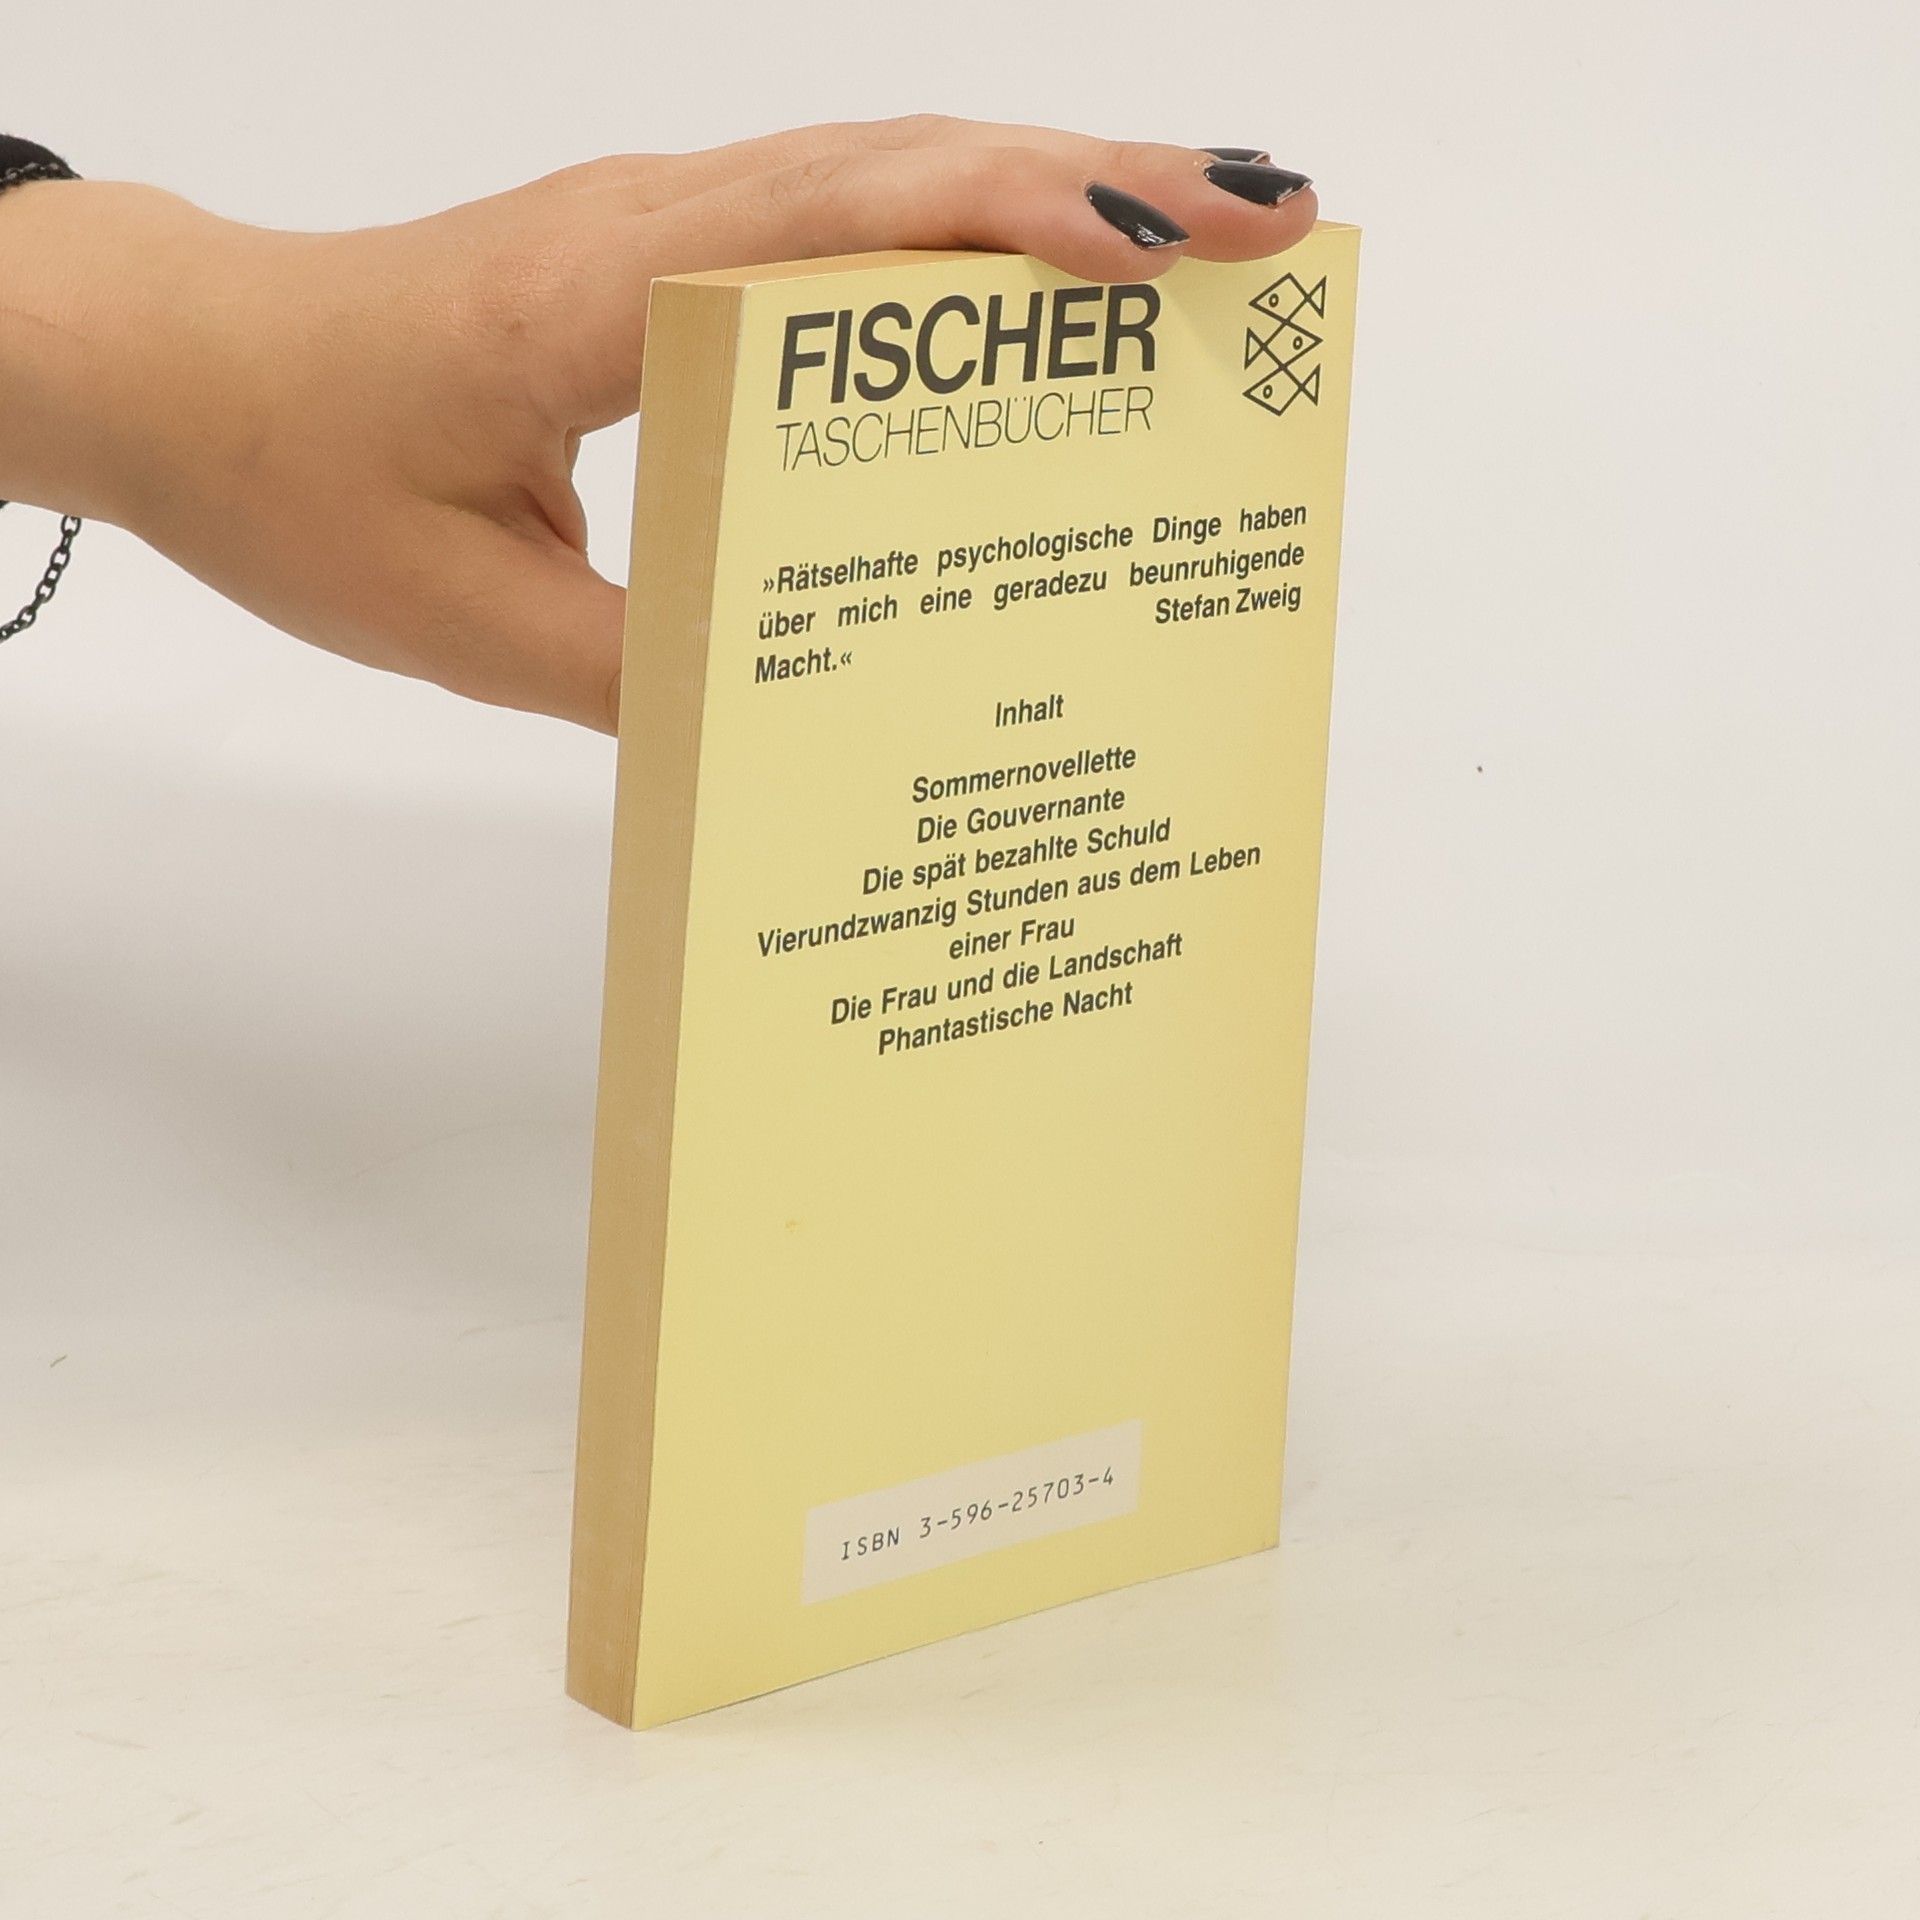 FISCHER
TASCHENBÜCHER
»Rätselhafte psychologische Dinge haben
über mich eine geradezu beunruhigende
Macht.«
Stefan Zweig
Inhalt
Sommernovellette
Die Gouvernante
Die spät bezahlte Schuld
Vierundzwanzig Stunden aus dem Leben
einer Frau
Die Frau und die Landschaft
Phantastische Nacht
ISBN 3-596-25703-4